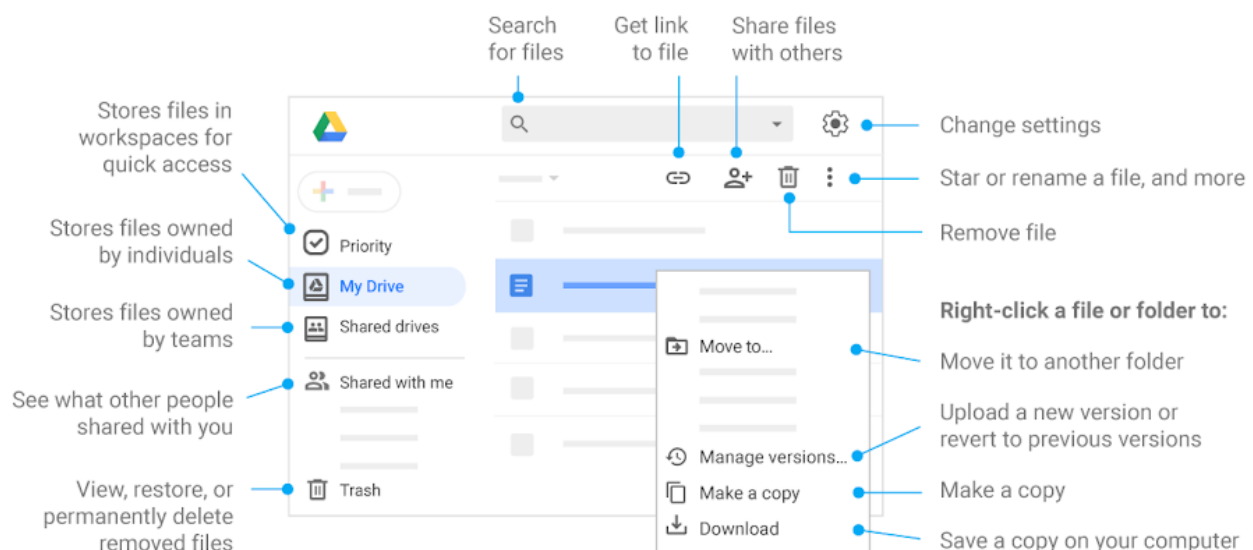 Search
for files
Get link
to file
Share files
with others
Stores files in
workspaces for
quick access
Change settings
Star or rename a file, and more
Stores files owned
by individuals
Priority
Remove file
My Drive
Stores files owned
by teams
Shared drives
Right-click a file or folder to:
Move to...
Move it to another folder
See what other people
shared with you
Shared with me
Upload a new version or
revert to previous versions
Manage versions...
View, restore, or
permanently delete
removed files
Trash
Make a copy
Make a copy
Download
Save a copy on your computer